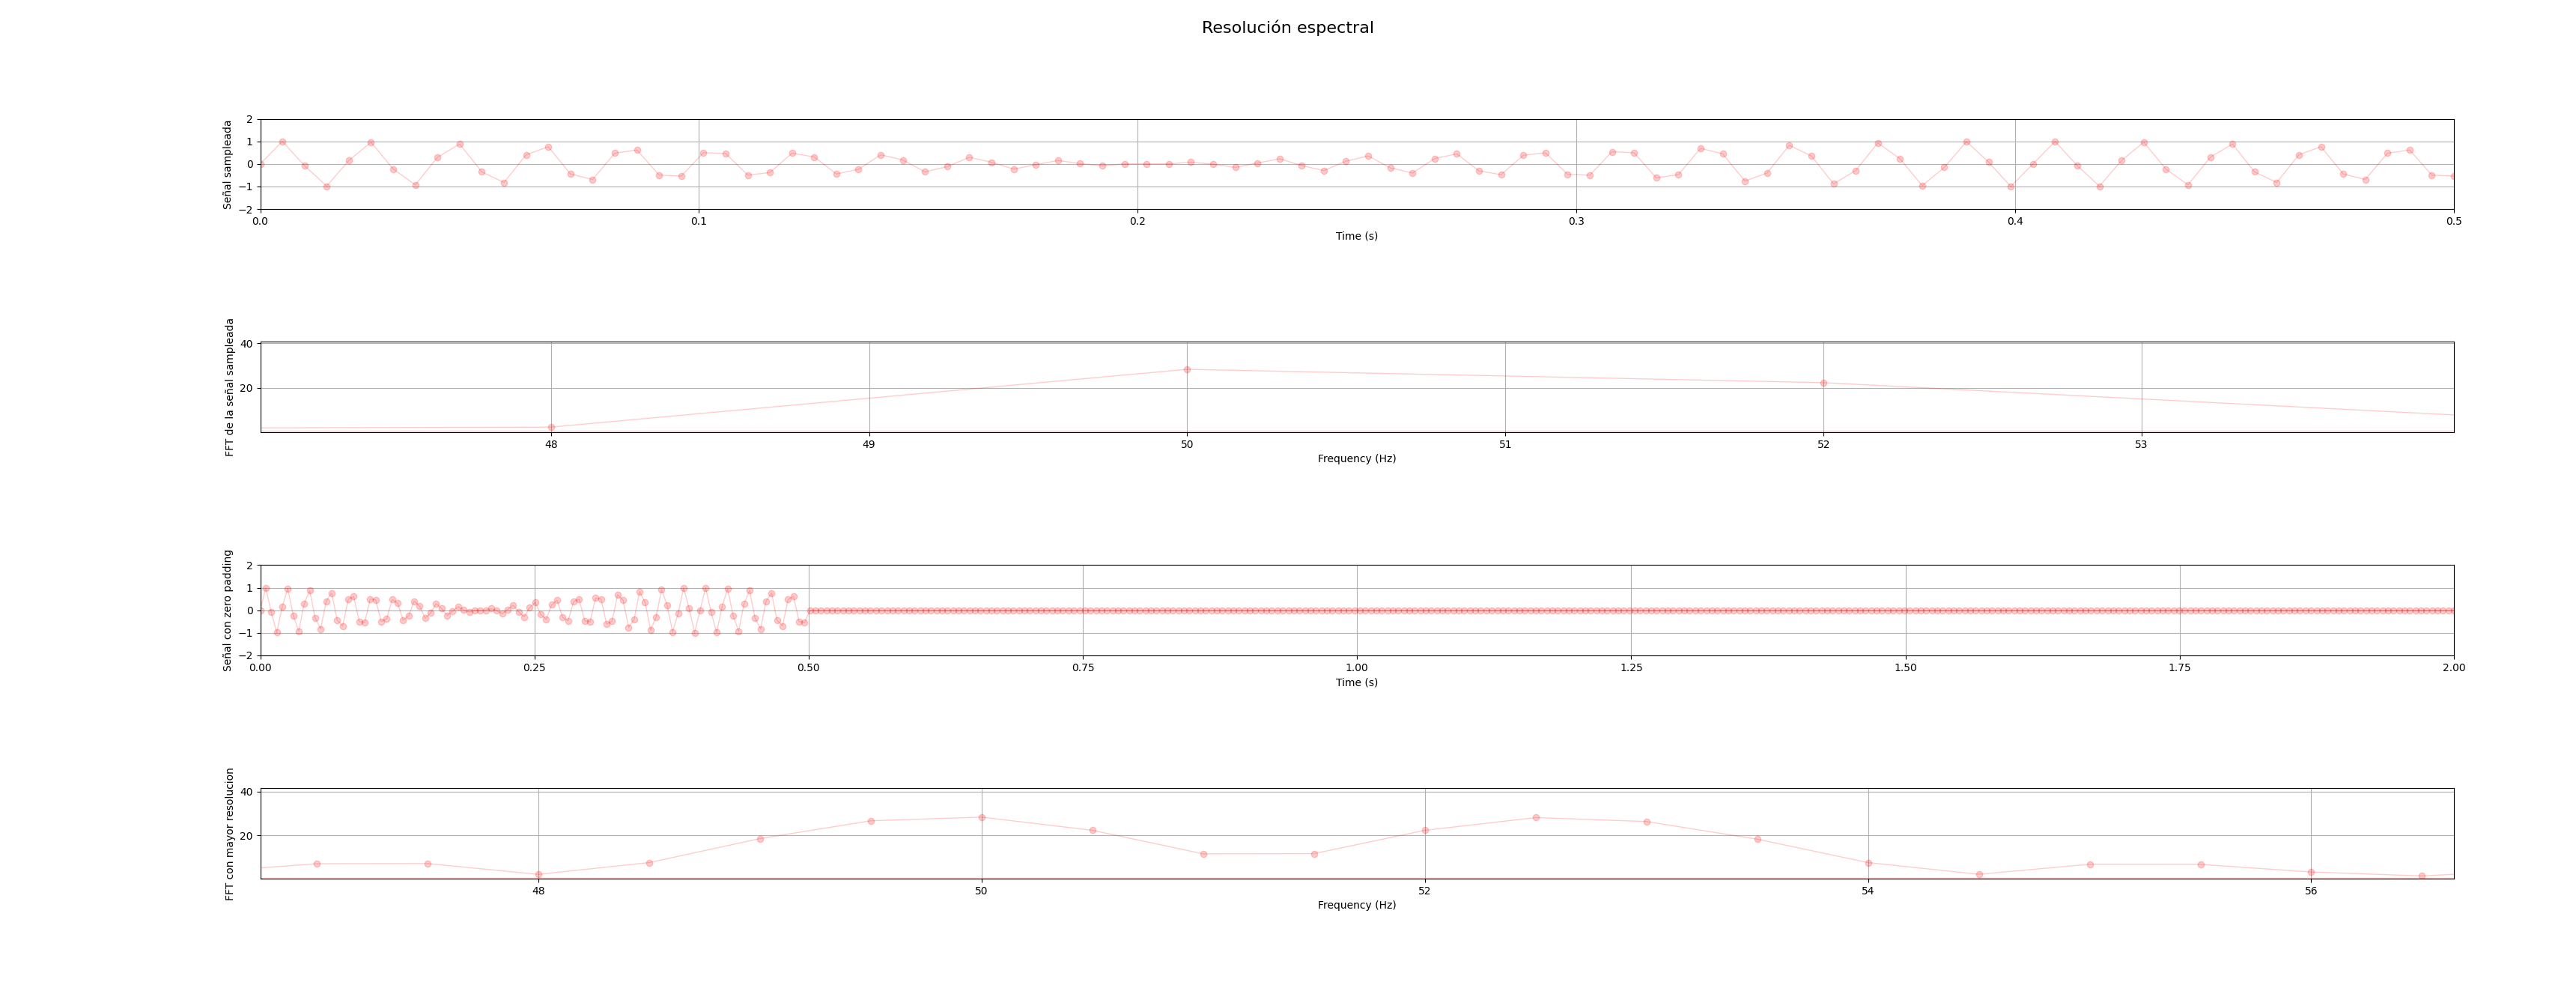 Resolución espectral
Señal sampleada
2
1
0
−1
−2
0.0 0.1 0.2 0.3 0.4 0.5
Time (s)
FFT de la señal sampleada
40
20
48 49 50 51 52 53
Frequency (Hz)
Señal con zero padding
2
1
0
−1
−2
0.00 0.25 0.50 0.75 1.00 1.25 1.50 1.75 2.00
Time (s)
FFT con mayor resolucion
40
20
48 50 52 54 56
Frequency (Hz)